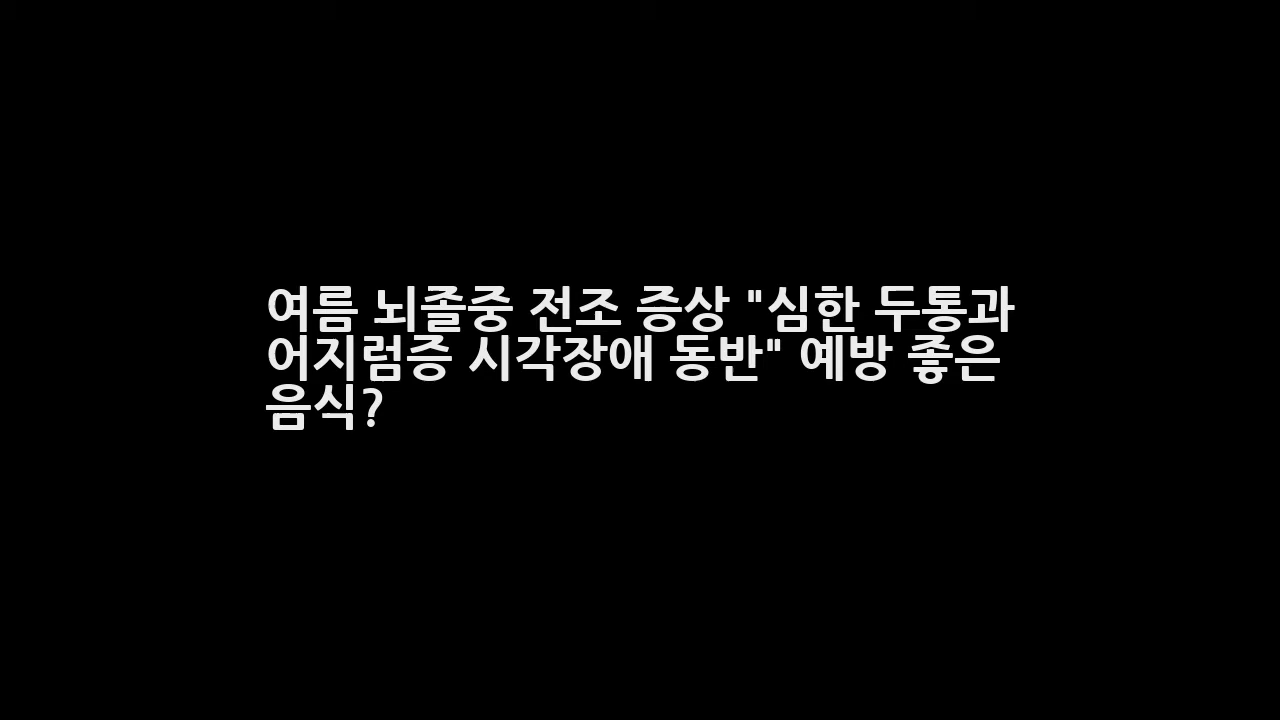 여름 뇌졸중 전조 증상 "심한 두통과
어지럼증 시각장애 동반" 예방 좋은
음식?